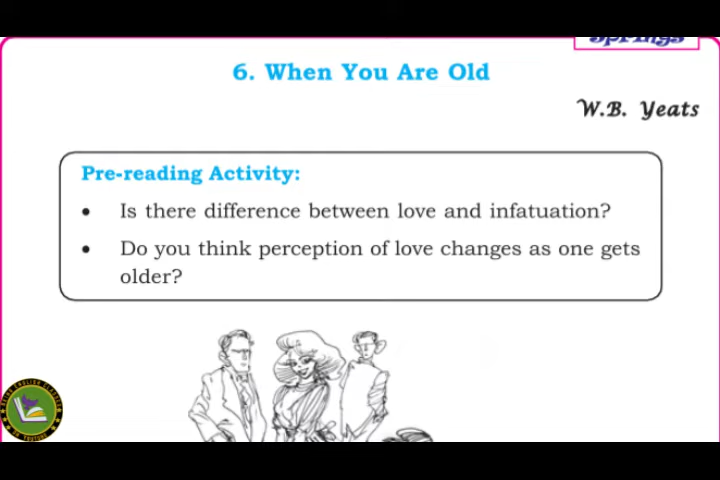 Springs
6. When You Are Old
W.B. Yeats
Pre-reading Activity:
• Is there difference between love and infatuation?
• Do you think perception of love changes as one gets
older?